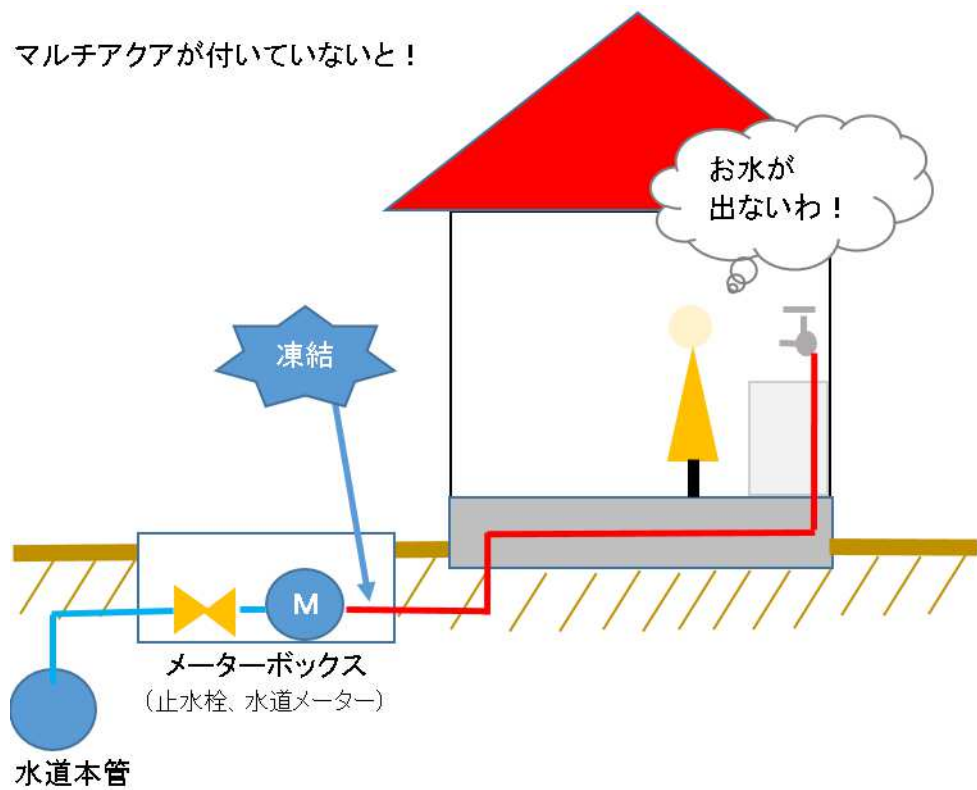 マルチアクアが付いていないと！
お水が
出ないわ！
凍結
M
メーターボックス
（止水栓、水道メーター）
水道本管